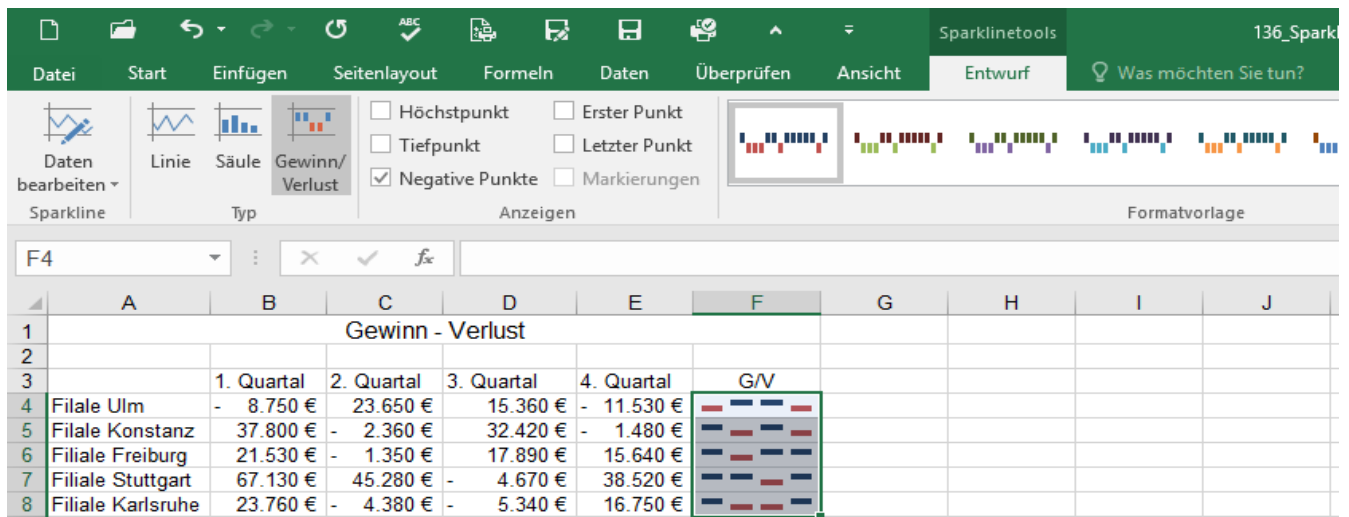 ABC
Sparklinetools 136_Sparkl
Datei Start Einfügen Seitenlayout Formeln Daten Überprüfen Ansicht Entwurf Was möchten Sie tun?
Höchstpunkt Erster Punkt
Tiefpunkt Letzter Punkt
Daten bearbeiten Linie Säule Gewinn/ Verlust
Negative Punkte Markierungen
Sparkline Typ Anzeigen Formatvorlage
F4 fx
A B C D E F G H I J
1 Gewinn - Verlust
2
3 1. Quartal 2. Quartal 3. Quartal 4. Quartal G/V
4 Filale Ulm - 8.750 € 23.650 € 15.360 € - 11.530 €
5 Filale Konstanz 37.800 € - 2.360 € 32.420 € - 1.480 €
6 Filiale Freiburg 21.530 € - 1.350 € 17.890 € 15.640 €
7 Filiale Stuttgart 67.130 € 45.280 € - 4.670 € 38.520 €
8 Filiale Karlsruhe 23.760 € - 4.380 € - 5.340 € 16.750 €